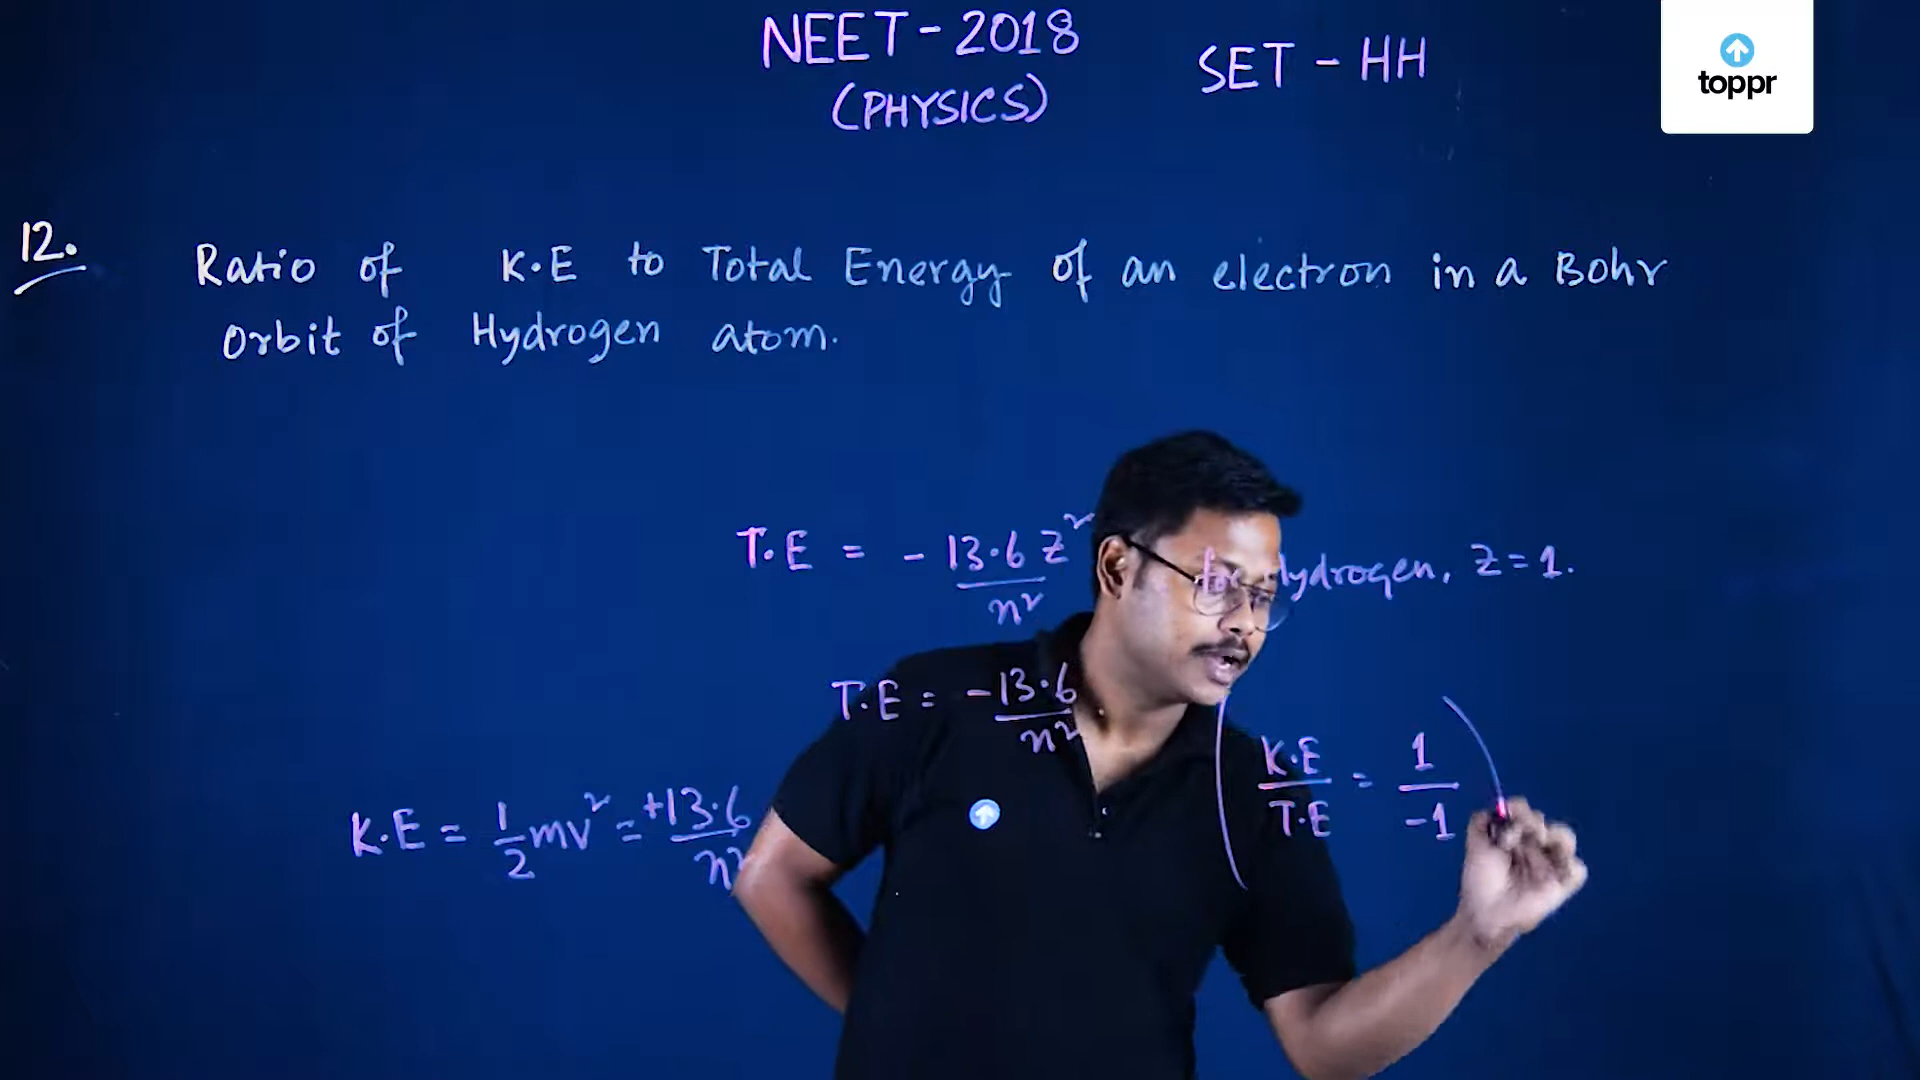 NEET - 2018
(PHYSICS)
SET - HH
toppr
12.
Ratio of K.E to Total Energy of an electron in a Bohr
Orbit of Hydrogen atom.
T.E = - 13.6 Z² / n²
for Hydrogen, Z = 1.
T.E = -13.6 / n²
K.E = 1/2 mv² = +13.6 / n²
( K.E / T.E = 1 / -1 )